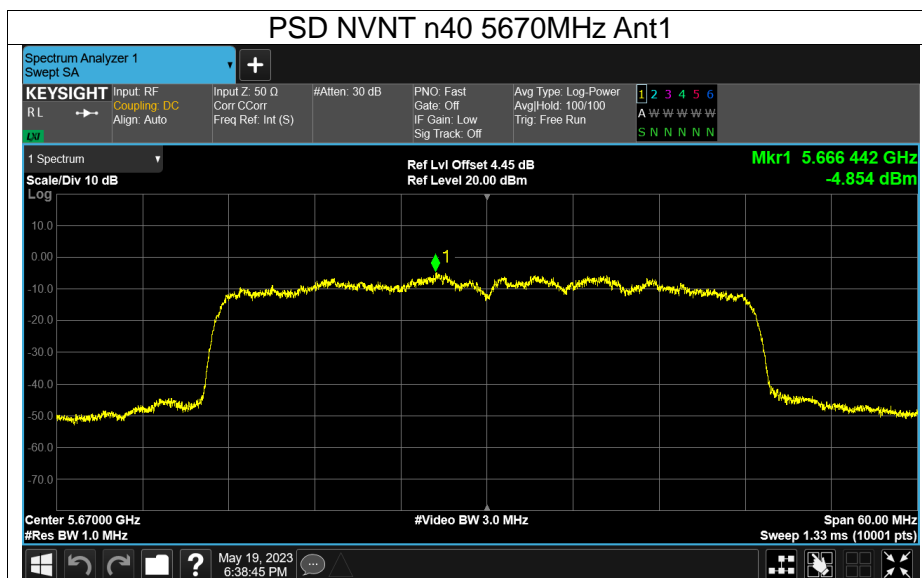 PSD NVNT n40 5670MHz Ant1
Spectrum Analyzer 1
Swept SA
KEYSIGHT
R L
LXI
Input: RF
Coupling: DC
Align: Auto
Input Z: 50 Ω
Corr CCorr
Freq Ref: Int (S)
#Atten: 30 dB
PNO: Fast
Gate: Off
IF Gain: Low
Sig Track: Off
Avg Type: Log-Power
Avg|Hold: 100/100
Trig: Free Run
1 2 3 4 5 6
A W W W W W
S N N N N N
1 Spectrum
Scale/Div 10 dB
Ref Lvl Offset 4.45 dB
Ref Level 20.00 dBm
Mkr1 5.666 442 GHz
-4.854 dBm
Log
10.0
0.00
-10.0
-20.0
-30.0
-40.0
-50.0
-60.0
-70.0
1
Center 5.67000 GHz
#Res BW 1.0 MHz
#Video BW 3.0 MHz
Span 60.00 MHz
Sweep 1.33 ms (10001 pts)
?
May 19, 2023
6:38:45 PM